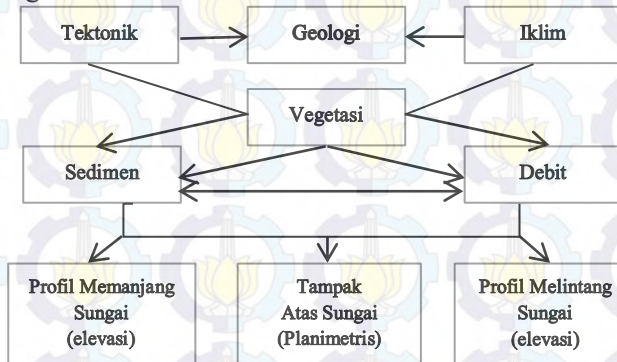 Tektonik
Geologi
Iklim
Vegetasi
Sedimen
Debit
Profil Memanjang
Sungai
(elevasi)
Tampak
Atas Sungai
(Planimetris)
Profil Melintang
Sungai
(elevasi)